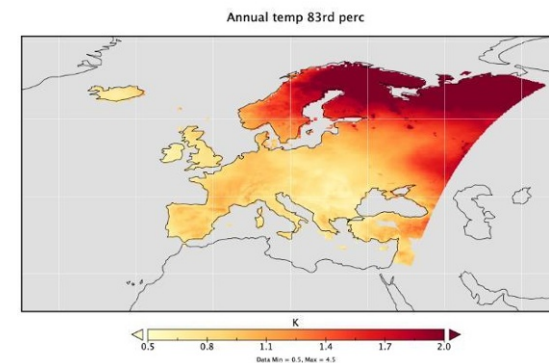 Annual temp 83rd perc
K
0.5 0.8 1.1 1.4 1.7 2.0
Data Min = 0.5, Max = 4.5